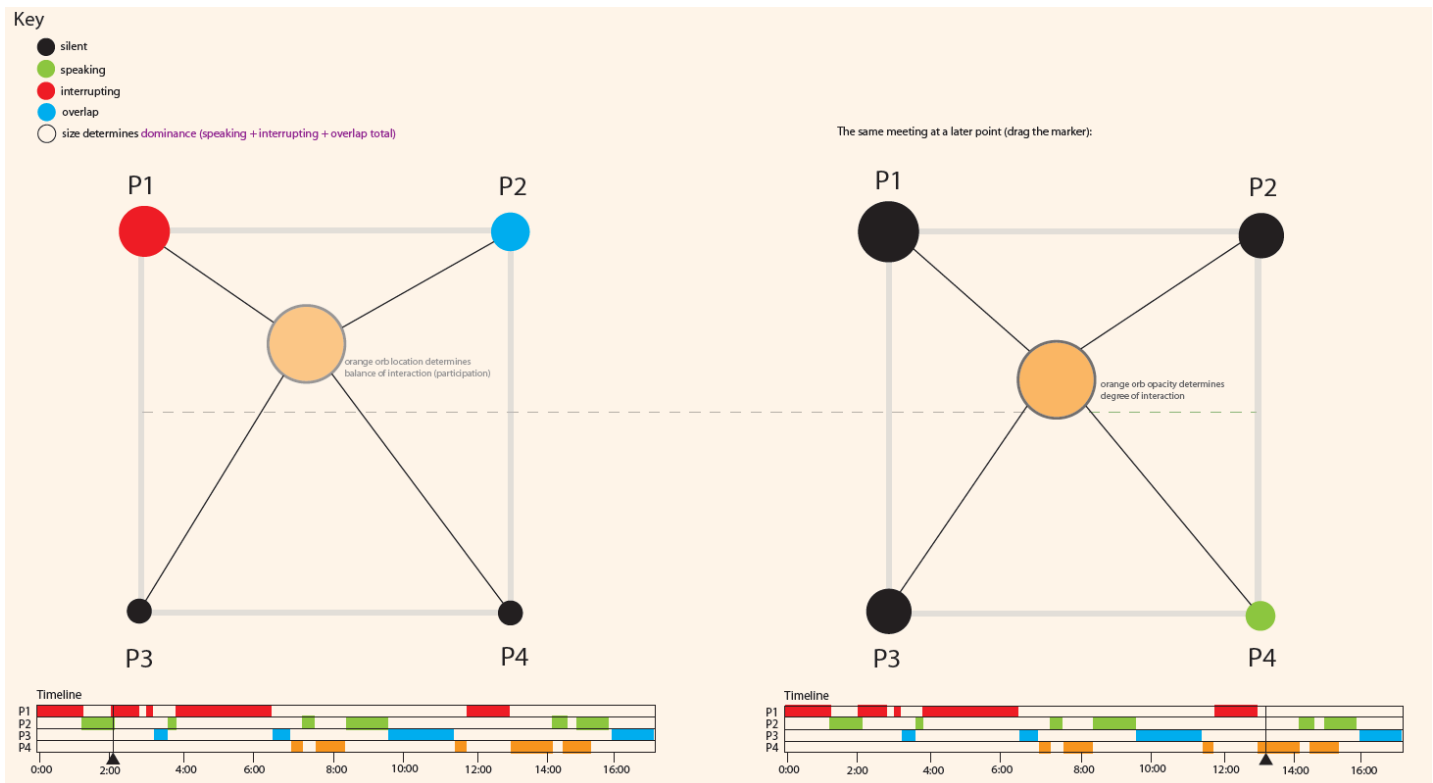 Key
silent
speaking
interrupting
overlap
size determines dominance (speaking + interrupting + overlap total)
The same meeting at a later point (drag the marker):
P1
P2
P1
P2
orange orb location determines
balance of interaction (participation)
orange orb opacity determines
degree of interaction
P3
P4
P3
P4
Timeline
P1
P2
P3
P4
0:00 2:00 4:00 6:00 8:00 10:00 12:00 14:00 16:00
Timeline
P1
P2
P3
P4
0:00 2:00 4:00 6:00 8:00 10:00 12:00 14:00 16:00